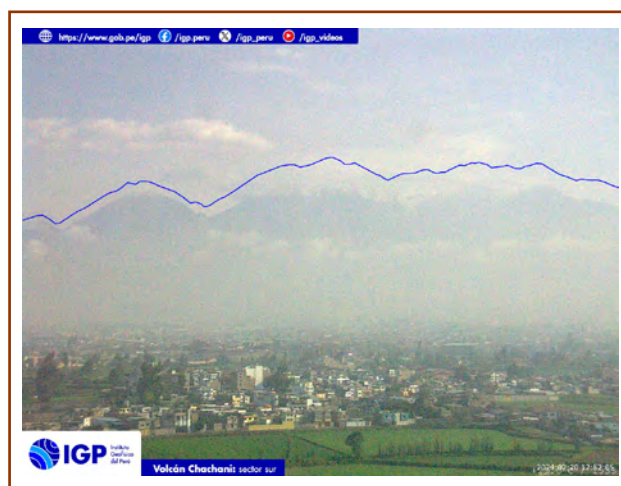 https://www.gob.pe/igp /igp.peru /igp_peru /igp_videos
IGP
Instituto
Geofísico
del Perú
Volcán Chachani: sector sur